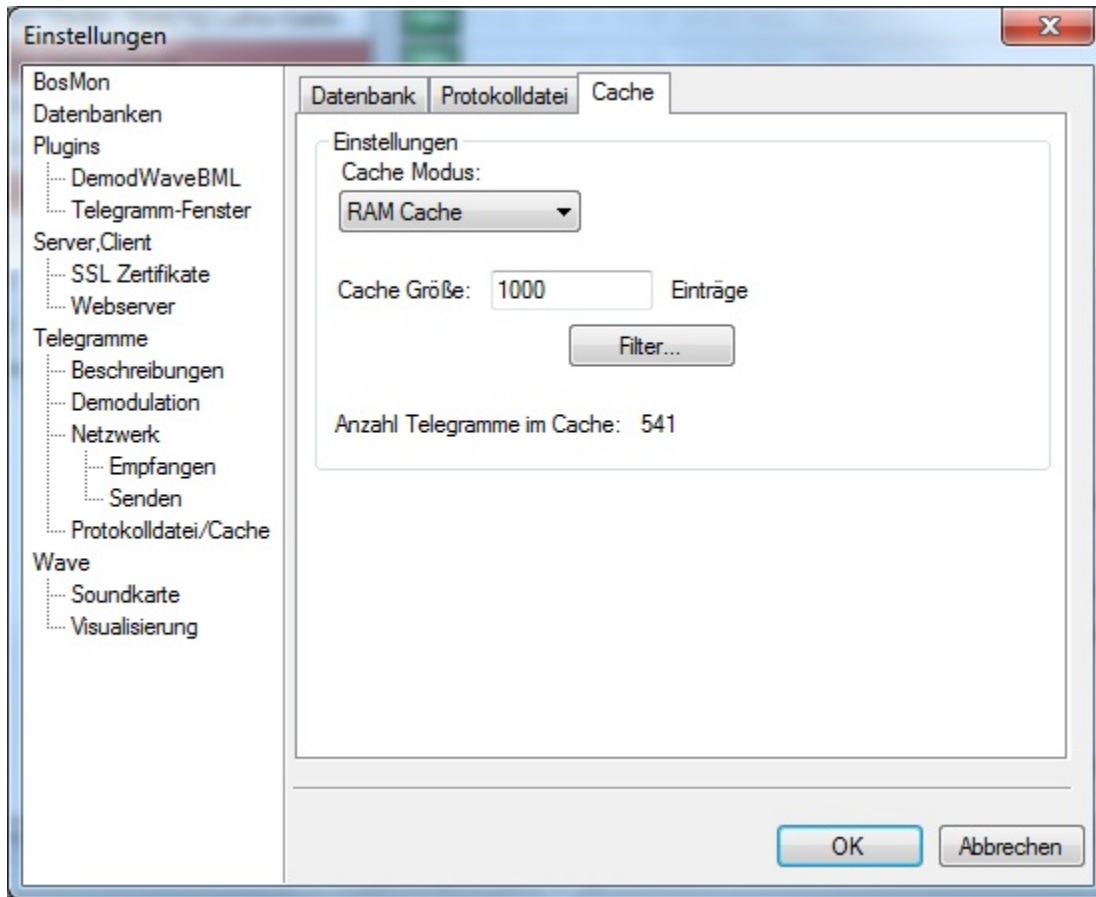 Einstellungen
BosMon
Datenbanken
Plugins
DemodWaveBML
Telegramm-Fenster
Server,Client
SSL Zertifikate
Webserver
Telegramme
Beschreibungen
Demodulation
Netzwerk
Empfangen
Senden
Protokolldatei/Cache
Wave
Soundkarte
Visualisierung
Datenbank Protokolldatei Cache
Einstellungen
Cache Modus:
RAM Cache
Cache Größe: 1000 Einträge
Filter...
Anzahl Telegramme im Cache: 541
OK Abbrechen